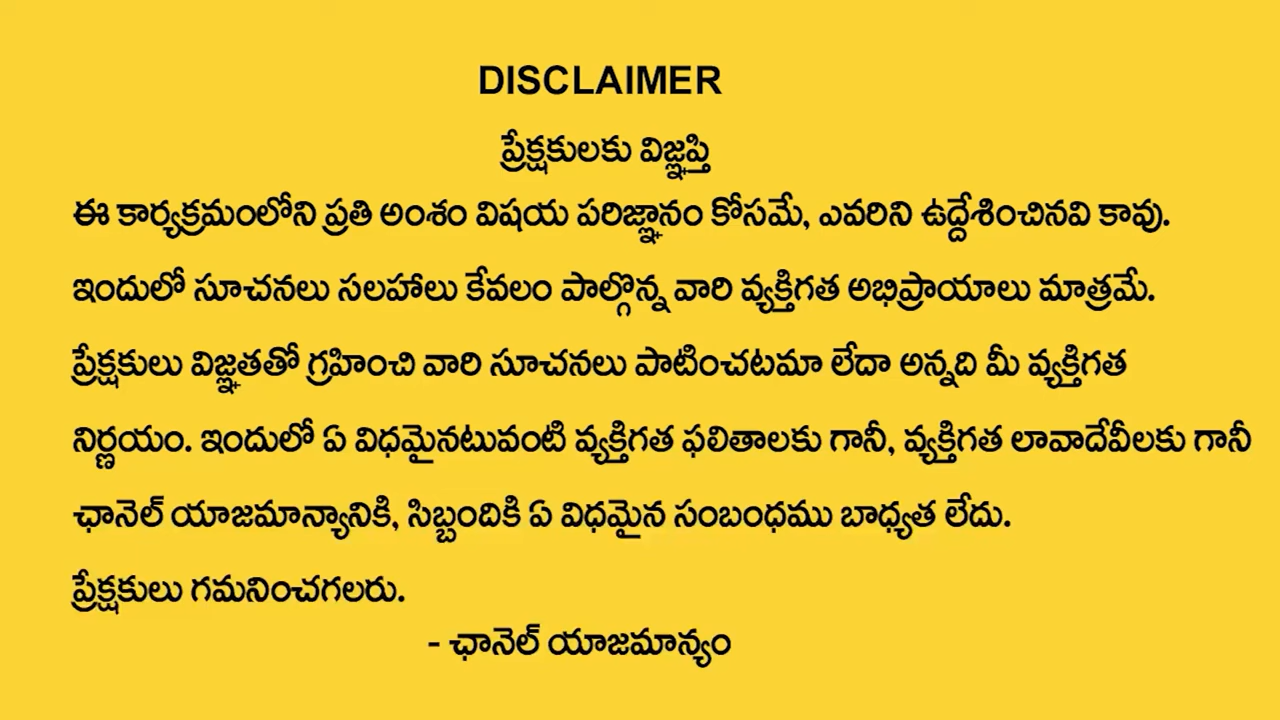 DISCLAIMER
ప్రేక్షకులకు విజ్ఞప్తి
ఈ కార్యక్రమంలోని ప్రతి అంశం విషయ పరిజ్ఞానం కోసమే, ఎవరిని ఉద్దేశించినవి కావు.
ఇందులో సూచనలు సలహాలు కేవలం పాల్గొన్న వారి వ్యక్తిగత అభిప్రాయాలు మాత్రమే.
ప్రేక్షకులు విజ్ఞతతో గ్రహించి వారి సూచనలు పాటించటమా లేదా అన్నది మీ వ్యక్తిగత
నిర్ణయం. ఇందులో ఏ విధమైనటువంటి వ్యక్తిగత ఫలితాలకు గానీ, వ్యక్తిగత లావాదేవీలకు గానీ
ఛానెల్ యాజమాన్యానికి, సిబ్బందికి ఏ విధమైన సంబంధము బాధ్యత లేదు.
ప్రేక్షకులు గమనించగలరు.
- ఛానెల్ యాజమాన్యం